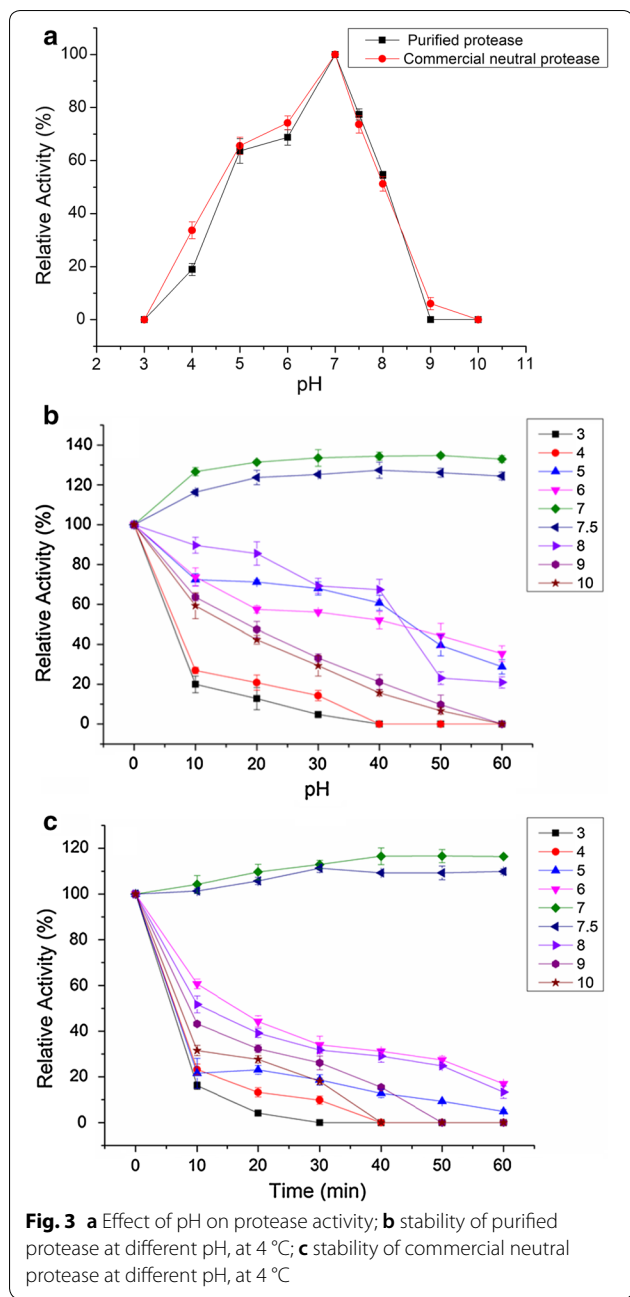 a
Purified protease
Commercial neutral protease
Relative Activity (%)
100
80
60
40
20
0
2 3 4 5 6 7 8 9 10 11
pH
b
Relative Activity (%)
140
120
100
80
60
40
20
0
0 10 20 30 40 50 60
pH
3
4
5
6
7
7.5
8
9
10
c
Relative Activity (%)
120
100
80
60
40
20
0
0 10 20 30 40 50 60
Time (min)
3
4
5
6
7
7.5
8
9
10
Fig. 3 a Effect of pH on protease activity; b stability of purified
protease at different pH, at 4 °C; c stability of commercial neutral
protease at different pH, at 4 °C